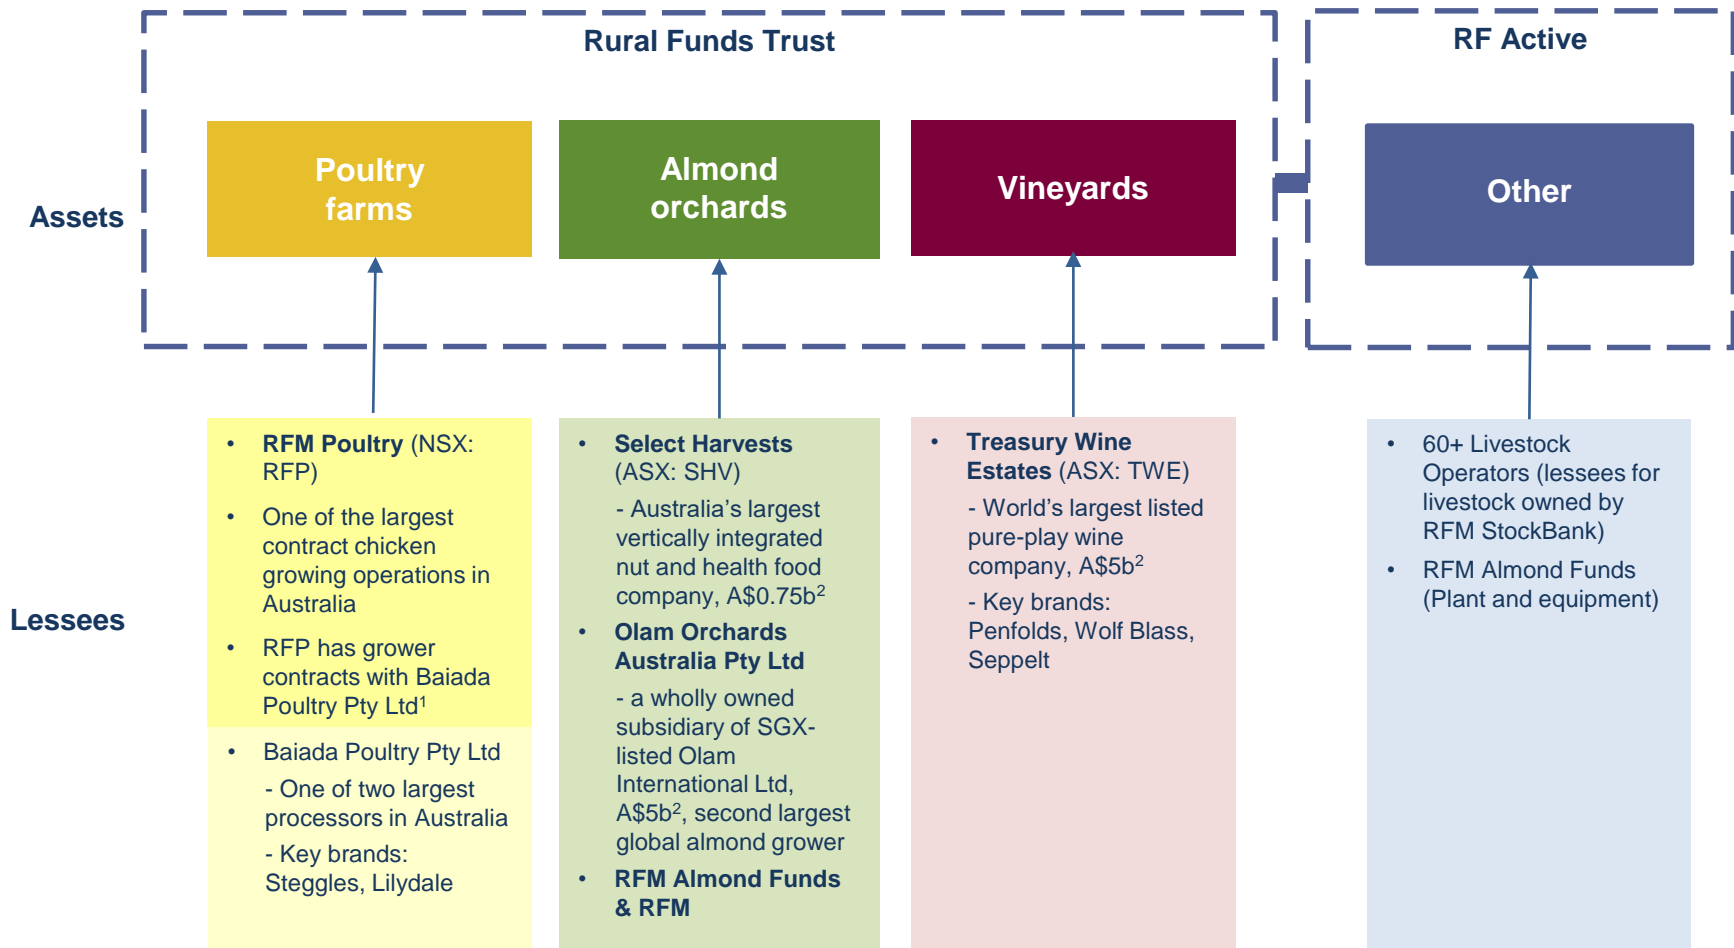 Rural Funds Trust
RF Active
Assets
Poultry
farms
Almond
orchards
Vineyards
Other
Lessees
• RFM Poultry (NSX:
RFP)
• One of the largest
contract chicken
growing operations in
Australia
• RFP has grower
contracts with Baiada
Poultry Pty Ltd¹
• Baiada Poultry Pty Ltd
- One of two largest
processors in Australia
- Key brands:
Steggles, Lilydale
• Select Harvests
(ASX: SHV)
- Australia’s largest
vertically integrated
nut and health food
company, A$0.75b²
• Olam Orchards
Australia Pty Ltd
- a wholly owned
subsidiary of SGX-
listed Olam
International Ltd,
A$5b², second largest
global almond grower
• RFM Almond Funds
& RFM
• Treasury Wine
Estates (ASX: TWE)
- World’s largest listed
pure-play wine
company, A$5b²
- Key brands:
Penfolds, Wolf Blass,
Seppelt
• 60+ Livestock
Operators (lessees for
livestock owned by
RFM StockBank)
• RFM Almond Funds
(Plant and equipment)